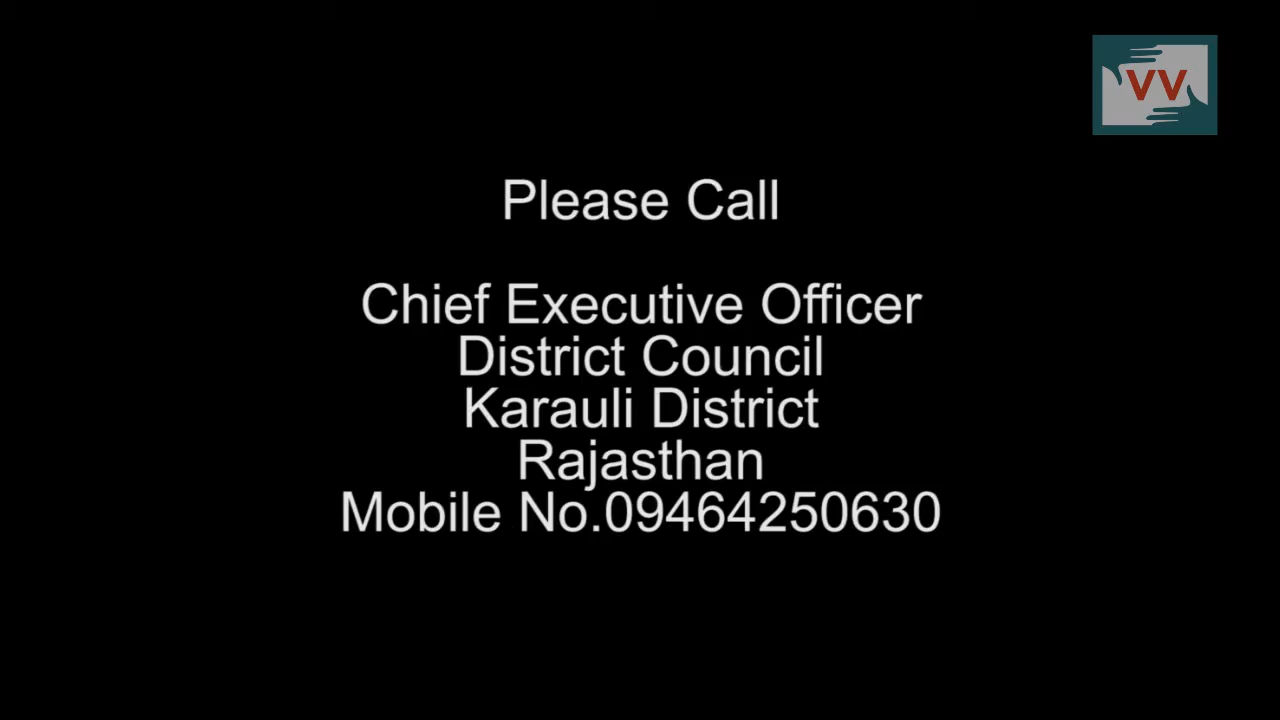 VV
Please Call
Chief Executive Officer
District Council
Karauli District
Rajasthan
Mobile No.09464250630